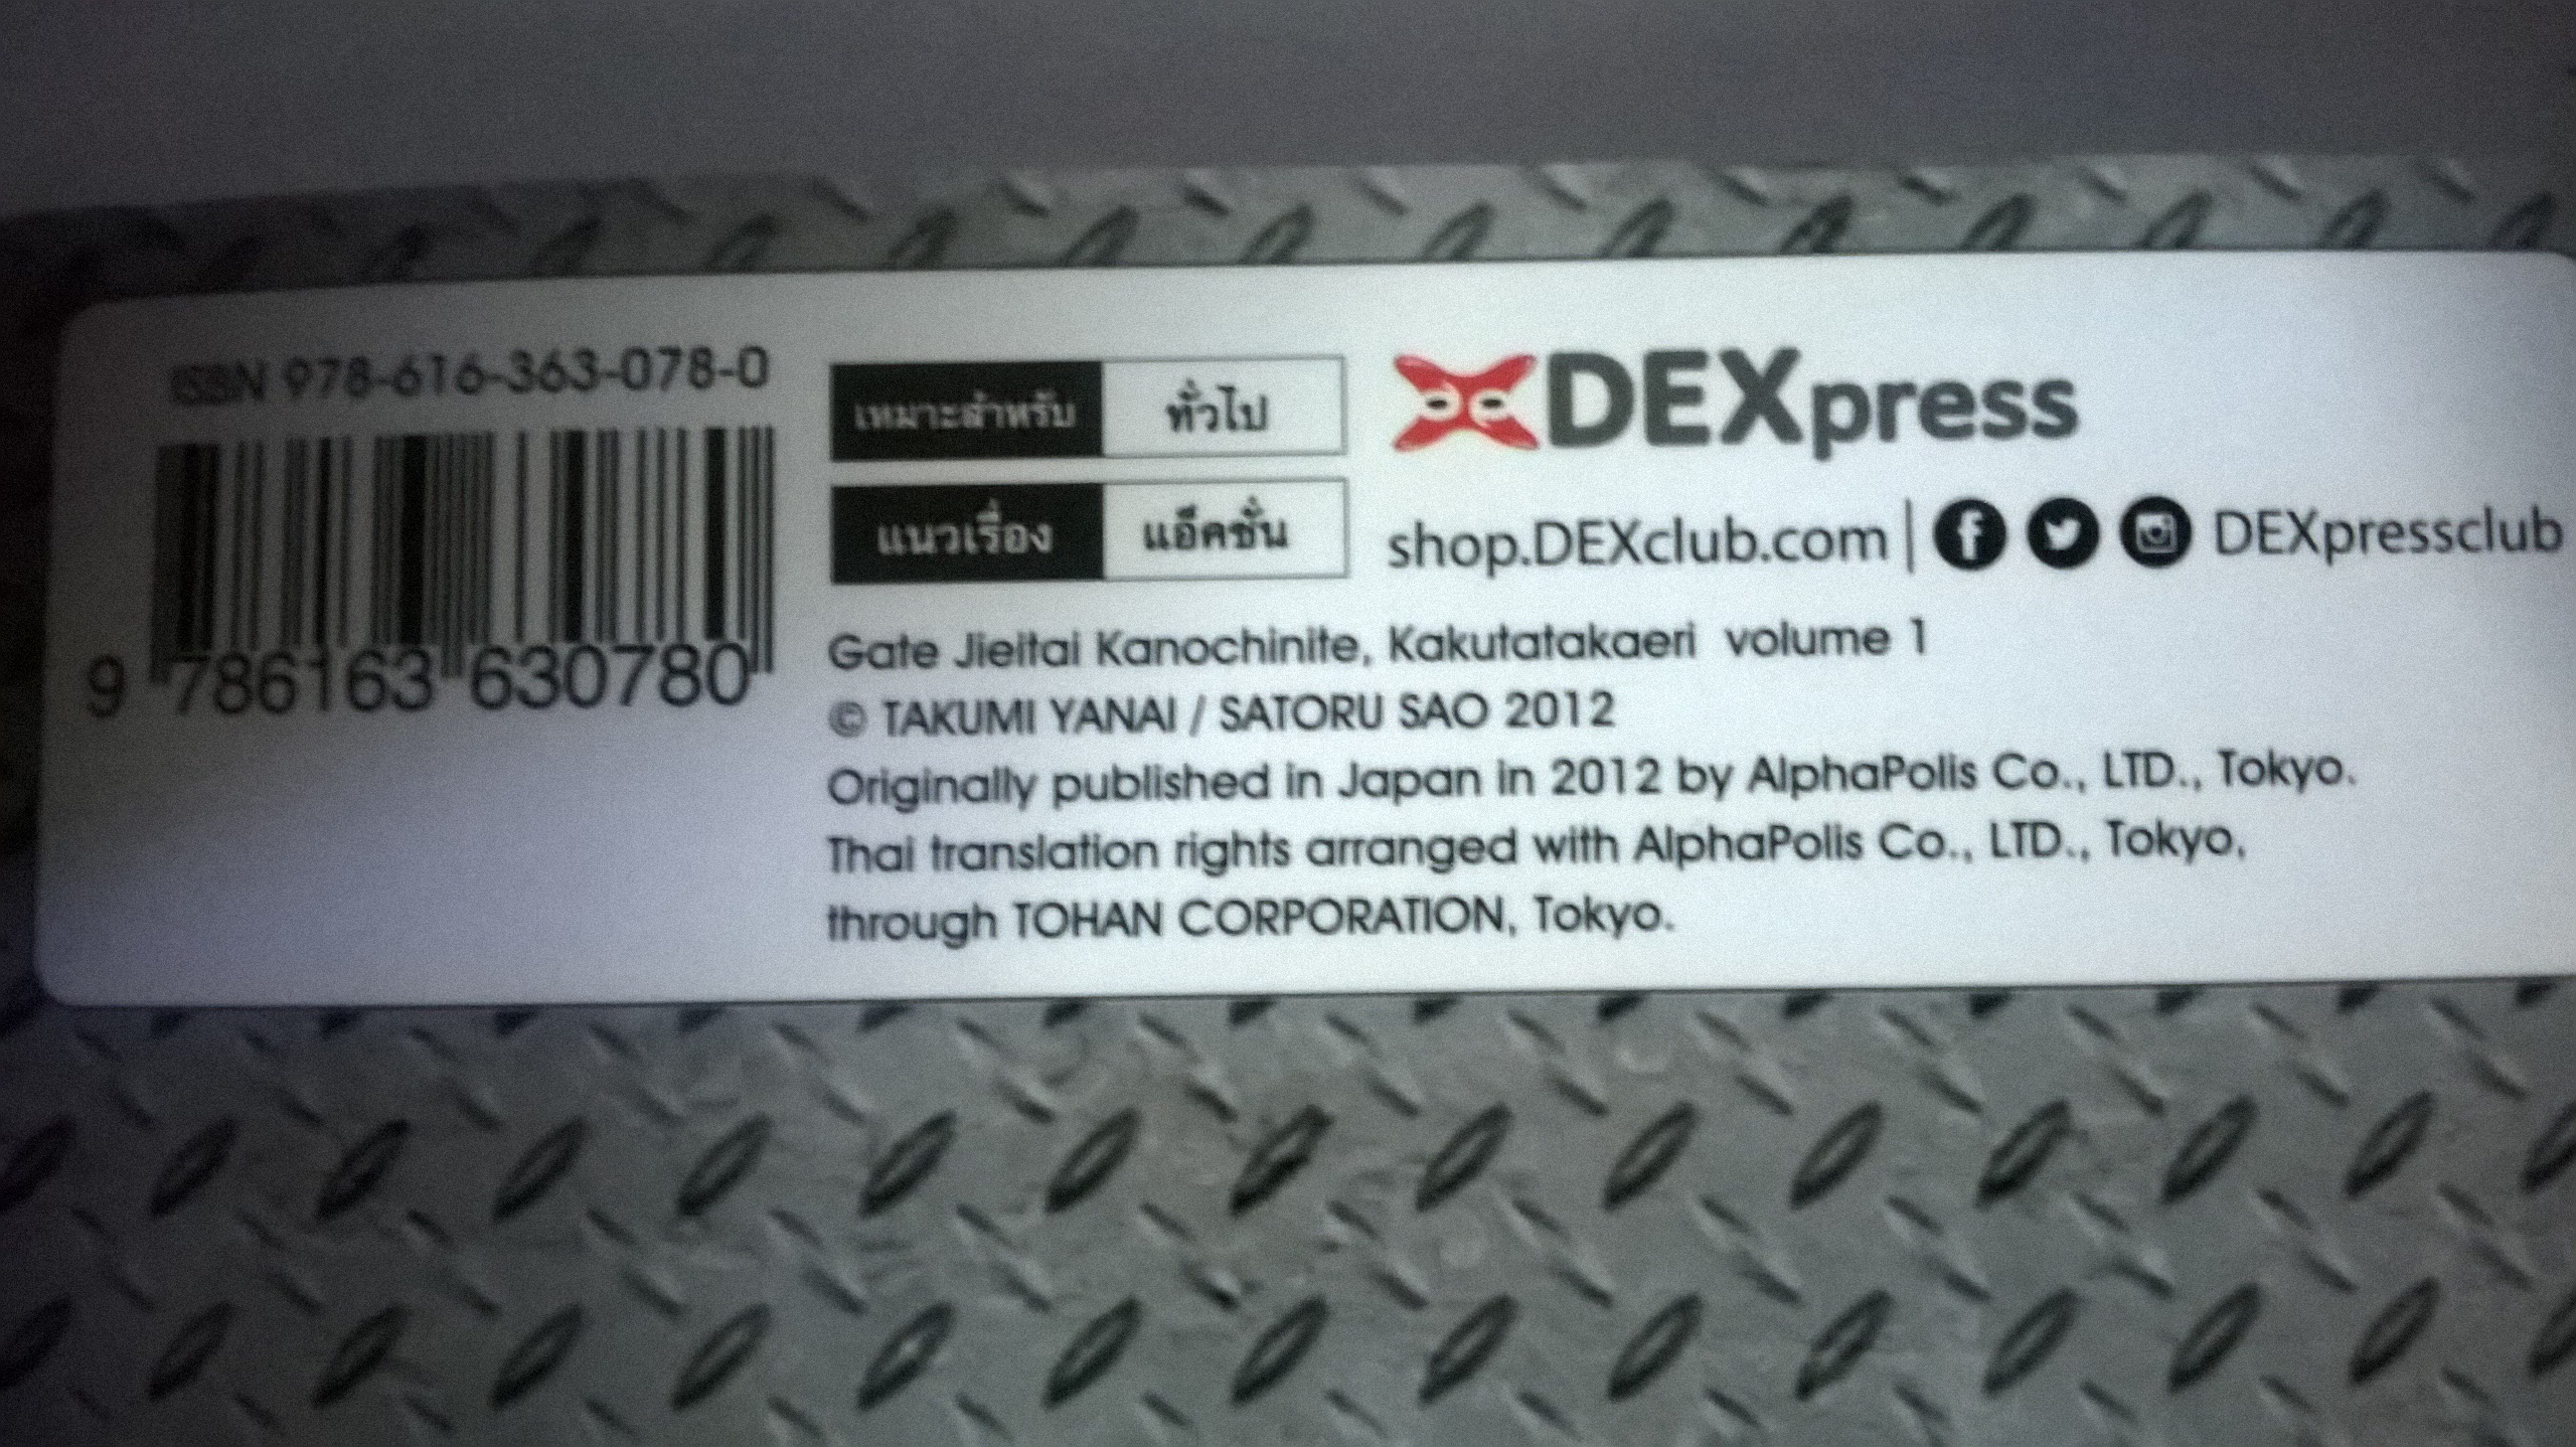 ISBN 978-616-363-078-0
9 786163 630780
เหมาะสำหรับ ทั่วไป
แนวเรื่อง แอ็คชั่น
DEXpress
shop.DEXclub.com | DEXpressclub
Gate Jieitai Kanochinite, Kakutatakaeri volume 1
© TAKUMI YANAI / SATORU SAO 2012
Originally published in Japan in 2012 by AlphaPolis Co., LTD., Tokyo.
Thai translation rights arranged with AlphaPolis Co., LTD., Tokyo,
through TOHAN CORPORATION, Tokyo.